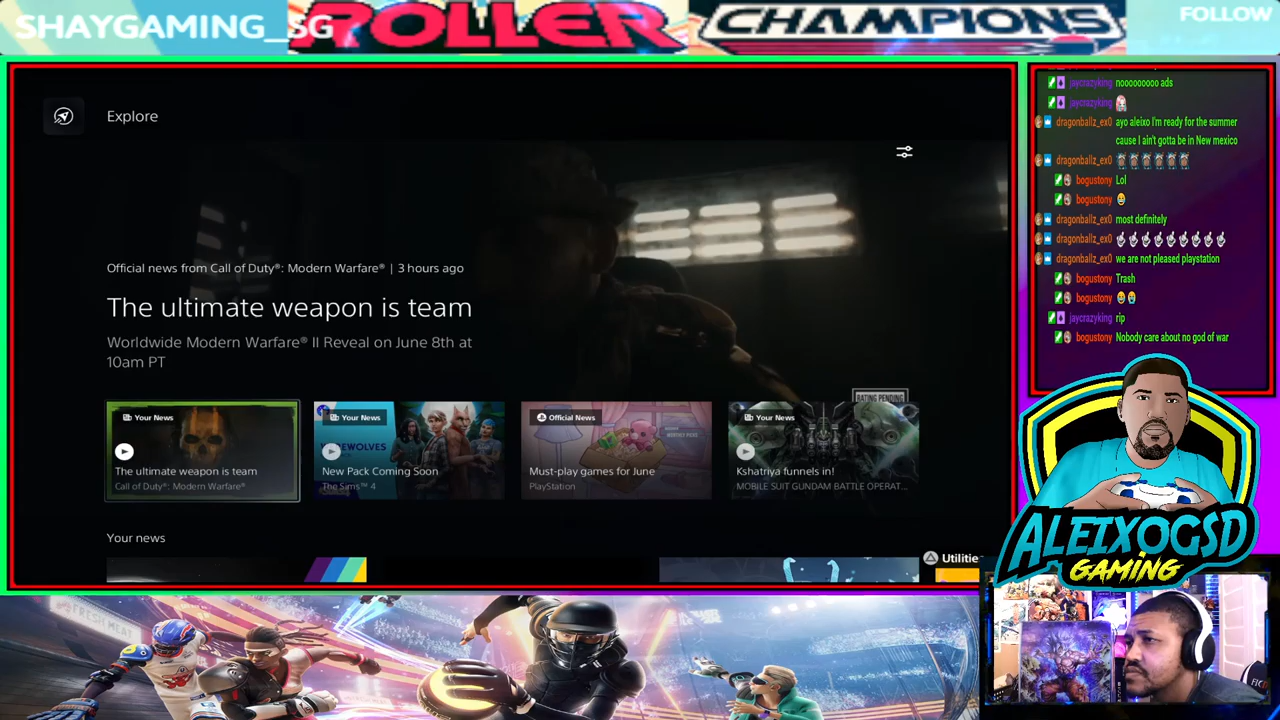 SHAYGAMING_SG
ROLLER
CHAMPIONS
FOLLOW
Explore
Official news from Call of Duty®: Modern Warfare® | 3 hours ago
The ultimate weapon is team
Worldwide Modern Warfare® II Reveal on June 8th at
10am PT
RATING PENDING
Your News
The ultimate weapon is team
Call of Duty®: Modern Warfare®
Your News
EWOLVES
New Pack Coming Soon
The Sims™ 4
Official News
MONTHLY PICKS
Must-play games for June
PlayStation
Your News
Kshatriya funnels in!
MOBILE SUIT GUNDAM BATTLE OPERAT...
Your news
Utilitie
jaycrazyking noooooooooo ads
jaycrazyking
dragonballz_ex0 ayo aleixo I'm ready for the summer
cause I ain't gotta be in New mexico
dragonballz_ex0
bogustony Lol
bogustony
dragonballz_ex0 most definitely
dragonballz_ex0
dragonballz_ex0 we are not pleased playstation
bogustony Trash
bogustony
jaycrazyking rip
bogustony Nobody care about no god of war
ALEIXOGSD
GAMING
FRESH MEAT